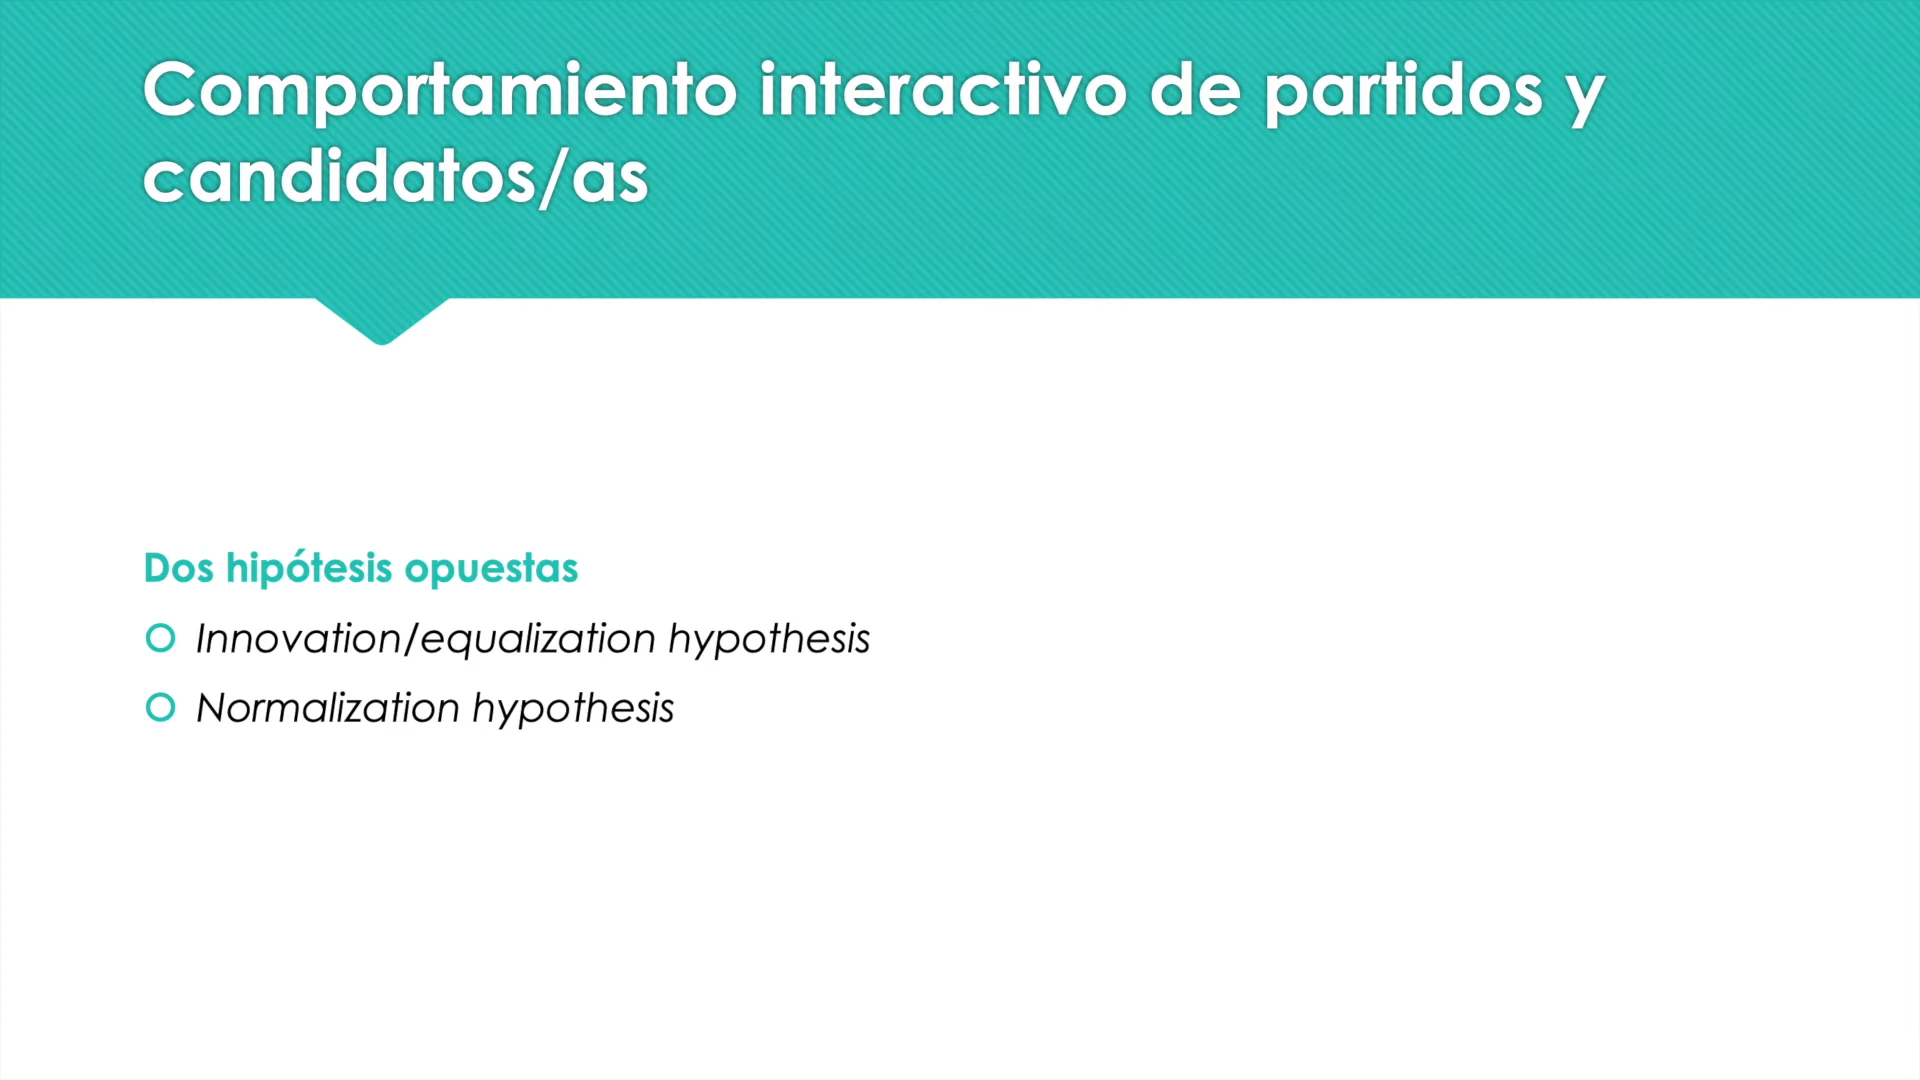 Comportamiento interactivo de partidos y
candidatos/as
Dos hipótesis opuestas
Innovation/equalization hypothesis
Normalization hypothesis